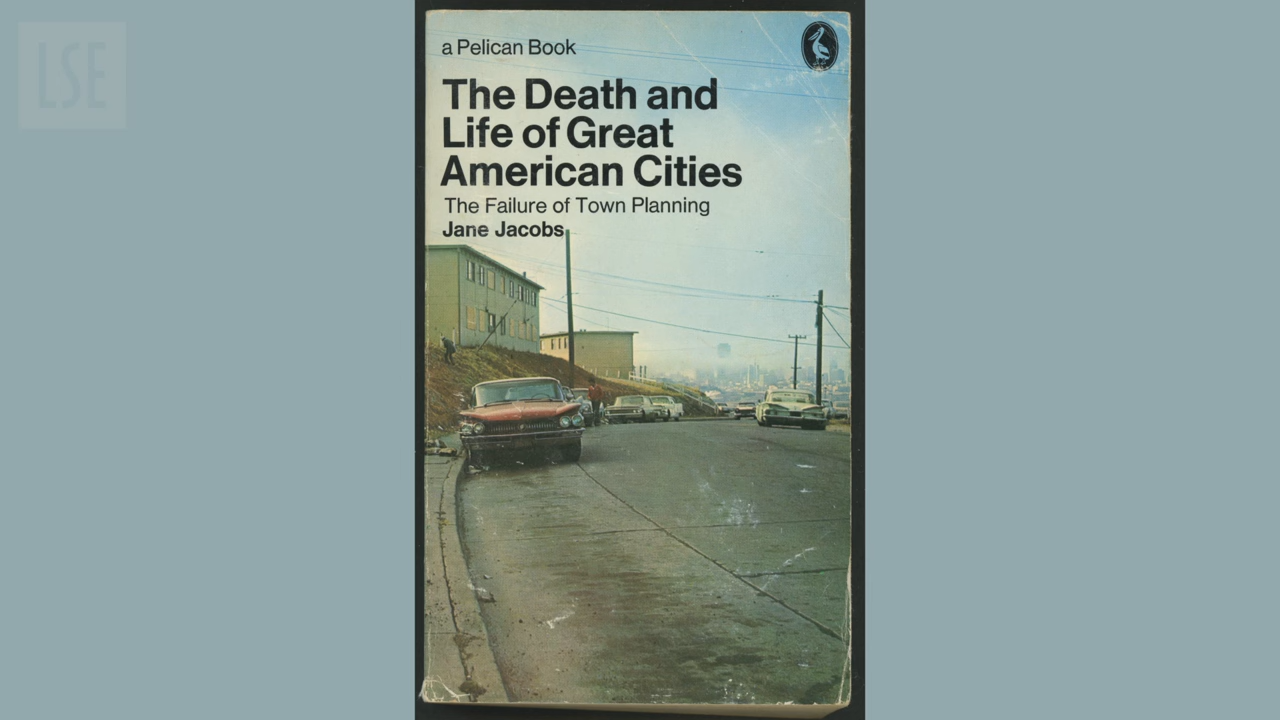 LSE
a Pelican Book
The Death and
Life of Great
American Cities
The Failure of Town Planning
Jane Jacobs